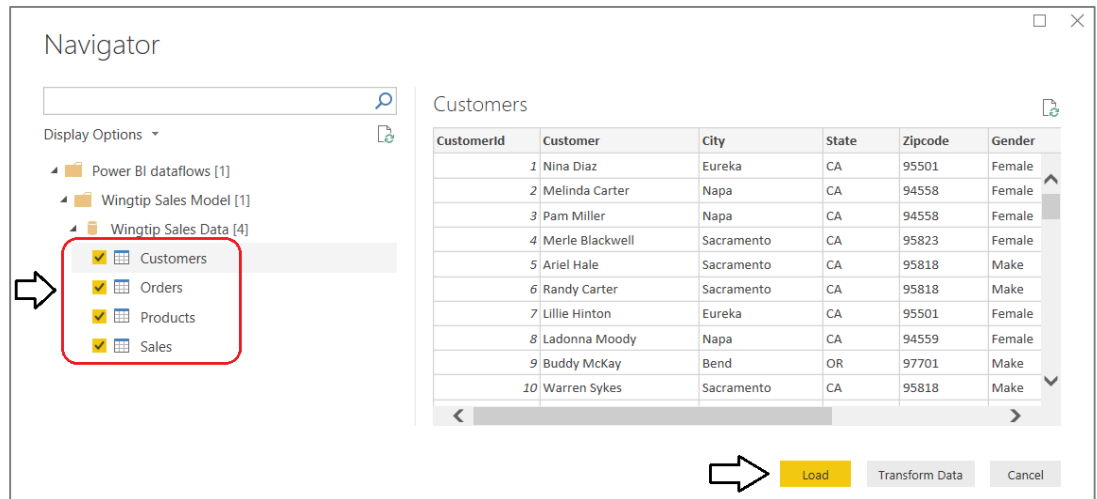 Navigator
Display Options
Power BI dataflows [1]
Wingtip Sales Model [1]
Wingtip Sales Data [4]
Customers
Orders
Products
Sales
Customers
CustomerId Customer City State Zipcode Gender
1 Nina Diaz Eureka CA 95501 Female
2 Melinda Carter Napa CA 94558 Female
3 Pam Miller Napa CA 94558 Female
4 Merle Blackwell Sacramento CA 95823 Female
5 Ariel Hale Sacramento CA 95818 Make
6 Randy Carter Sacramento CA 95818 Make
7 Lillie Hinton Eureka CA 95501 Female
8 Ladonna Moody Napa CA 94559 Female
9 Buddy McKay Bend OR 97701 Make
10 Warren Sykes Sacramento CA 95818 Make
Load Transform Data Cancel